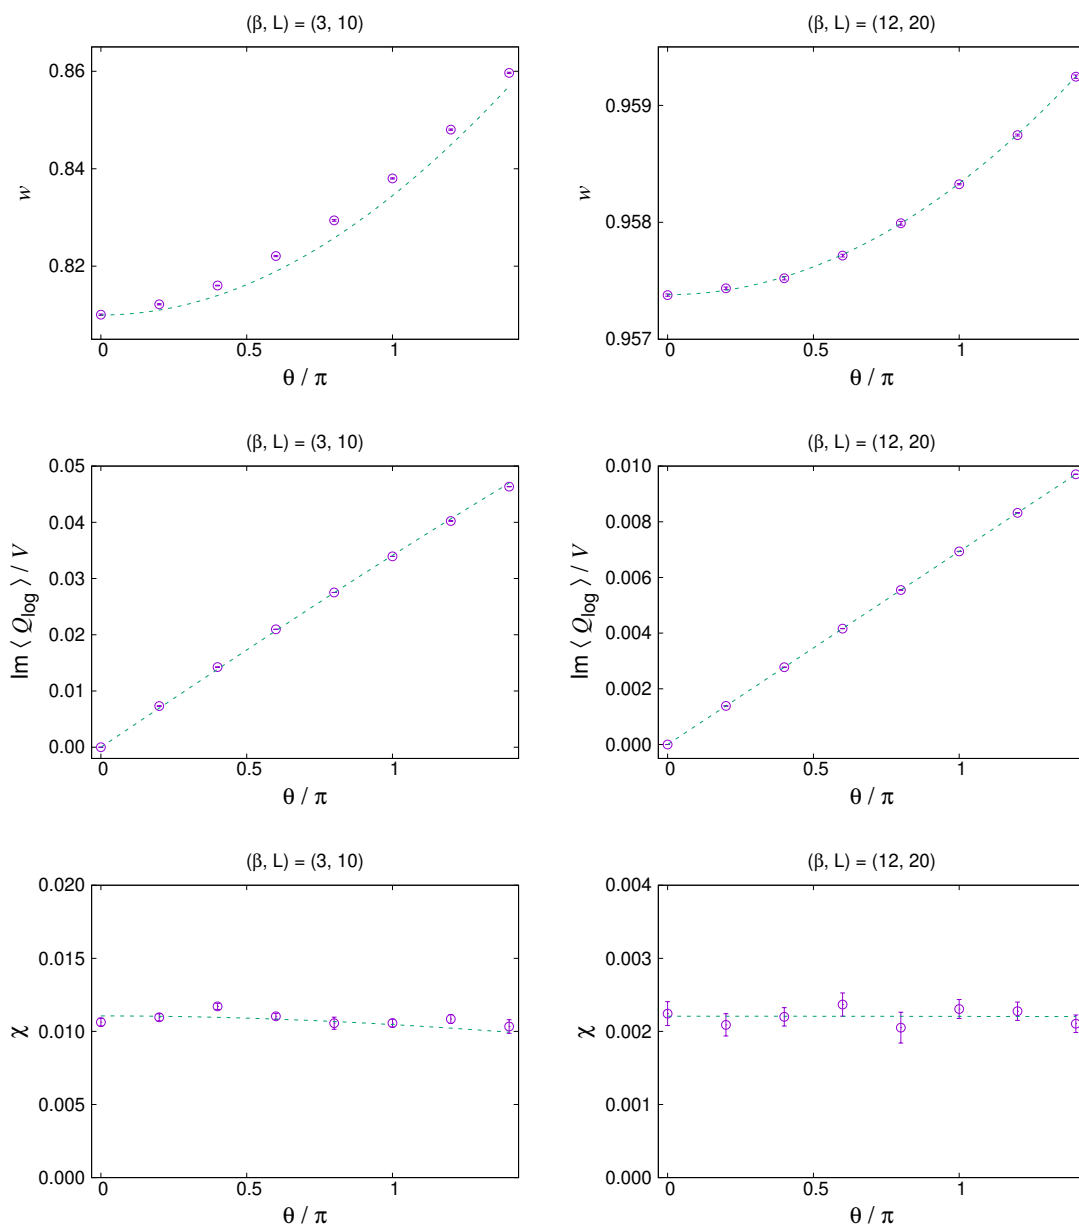 (β, L) = (3, 10)
w
0.86
0.84
0.82
0
0.5
1
θ / π
(β, L) = (12, 20)
w
0.959
0.958
0.957
0
0.5
1
θ / π
(β, L) = (3, 10)
Im ⟨ Q_log ⟩ / V
0.05
0.04
0.03
0.02
0.01
0.00
0
0.5
1
θ / π
(β, L) = (12, 20)
Im ⟨ Q_log ⟩ / V
0.010
0.008
0.006
0.004
0.002
0.000
0
0.5
1
θ / π
(β, L) = (3, 10)
χ
0.020
0.015
0.010
0.005
0.000
0
0.5
1
θ / π
(β, L) = (12, 20)
χ
0.004
0.003
0.002
0.001
0.000
0
0.5
1
θ / π